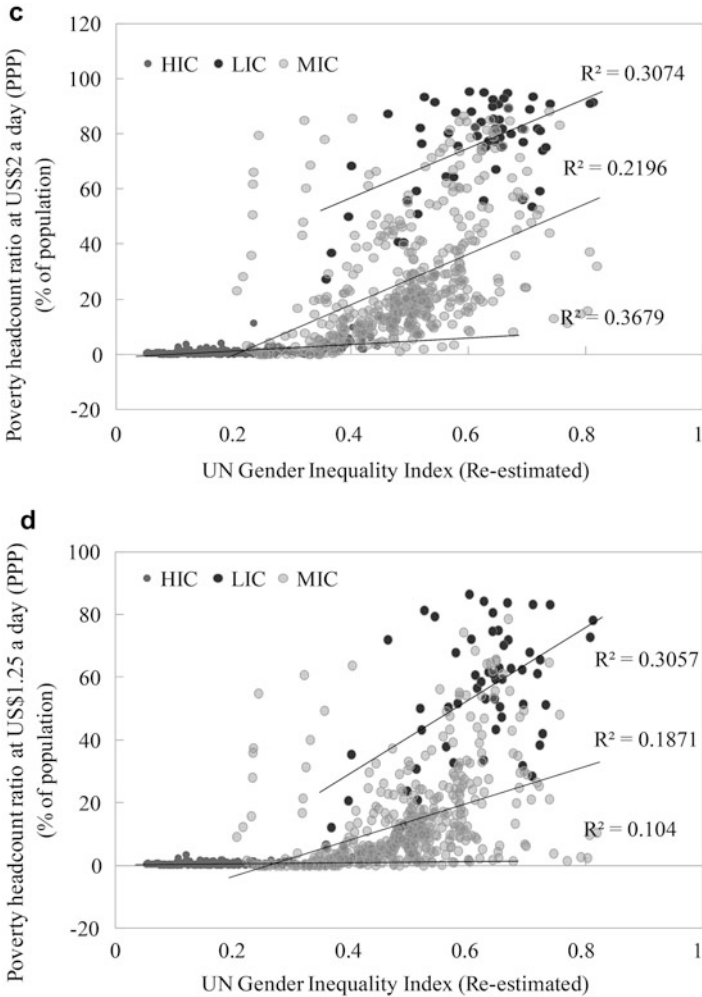 c
Poverty headcount ratio at US$2 a day (PPP)
(% of population)
120
100
80
60
40
20
0
-20
HIC LIC MIC
R² = 0.3074
R² = 0.2196
R² = 0.3679
0 0.2 0.4 0.6 0.8 1
UN Gender Inequality Index (Re-estimated)
d
Poverty headcount ratio at US$1.25 a day (PPP)
(% of population)
100
80
60
40
20
0
-20
HIC LIC MIC
R² = 0.3057
R² = 0.1871
R² = 0.104
0 0.2 0.4 0.6 0.8 1
UN Gender Inequality Index (Re-estimated)